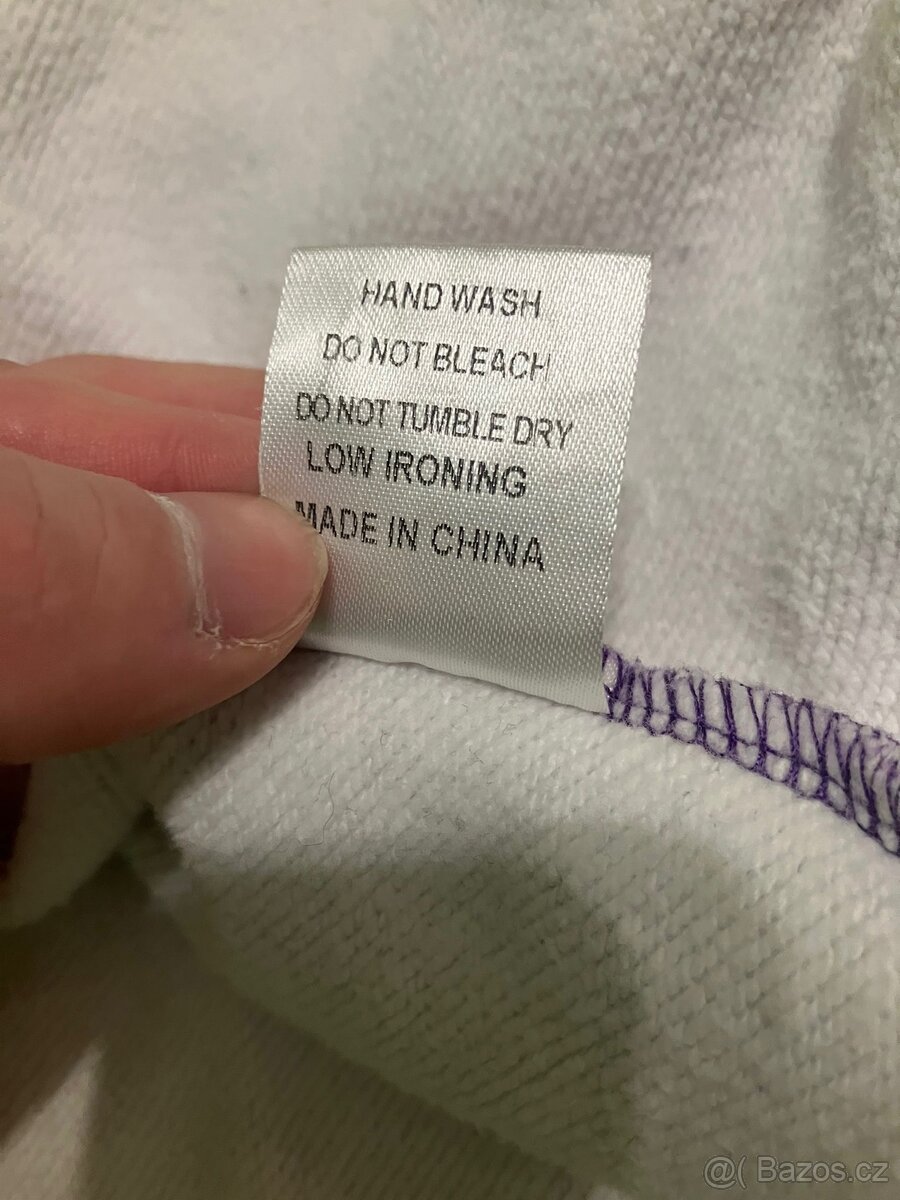 HAND WASH
DO NOT BLEACH
DO NOT TUMBLE DRY
LOW IRONING
MADE IN CHINA
@( Bazos.cz